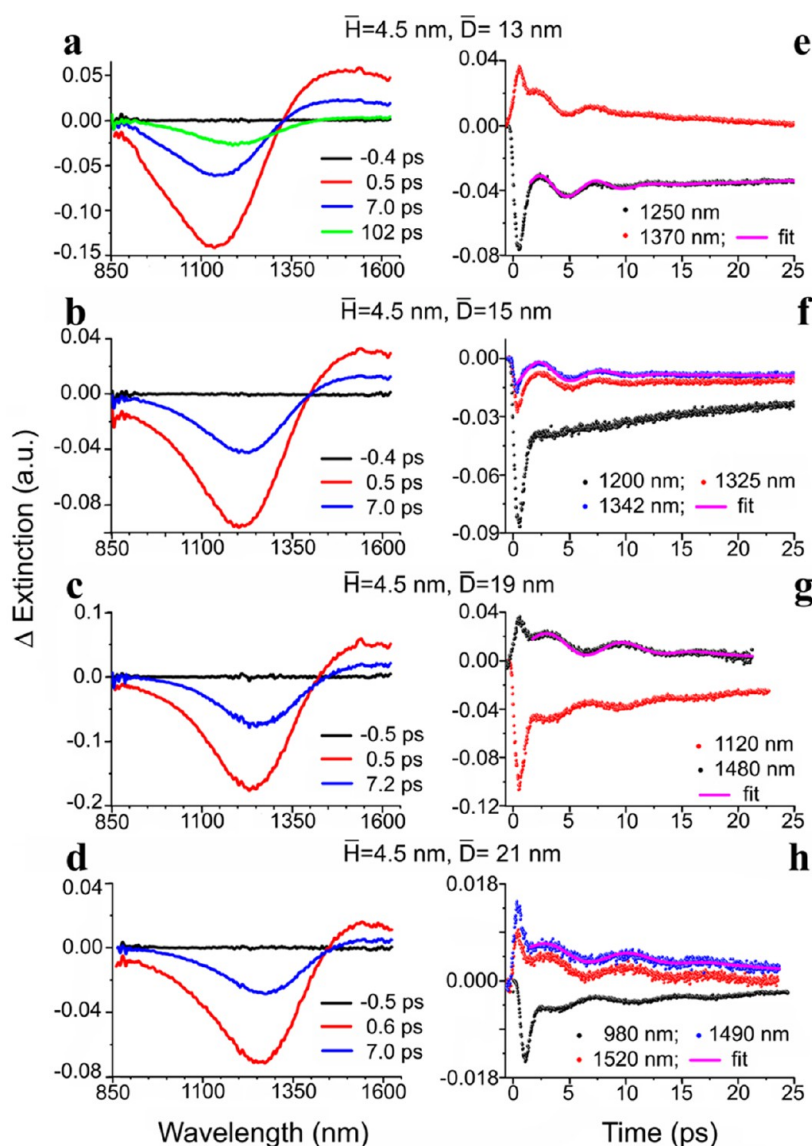 H̅=4.5 nm, D̅= 13 nm
a
e
0.05
0.00
-0.05
-0.10
-0.15
-0.4 ps
0.5 ps
7.0 ps
102 ps
850 1100 1350 1600
0.04
0.00
-0.04
-0.08
1250 nm
1370 nm; fit
0 5 10 15 20 25
H̅=4.5 nm, D̅=15 nm
b
f
0.04
0.00
-0.04
-0.08
-0.4 ps
0.5 ps
7.0 ps
850 1100 1350 1600
0.00
-0.03
-0.06
-0.09
1200 nm; 1325 nm
1342 nm; fit
0 5 10 15 20 25
H̅=4.5 nm, D̅=19 nm
c
g
0.1
0.0
-0.1
-0.2
-0.5 ps
0.5 ps
7.2 ps
850 1100 1350 1600
0.04
0.00
-0.04
-0.08
-0.12
1120 nm
1480 nm
fit
0 5 10 15 20 25
H̅=4.5 nm, D̅= 21 nm
d
h
0.04
0.00
-0.04
-0.08
-0.5 ps
0.6 ps
7.0 ps
850 1100 1350 1600
0.018
0.000
-0.018
980 nm; 1490 nm
1520 nm; fit
0 5 10 15 20 25
Δ Extinction (a.u.)
Wavelength (nm)
Time (ps)